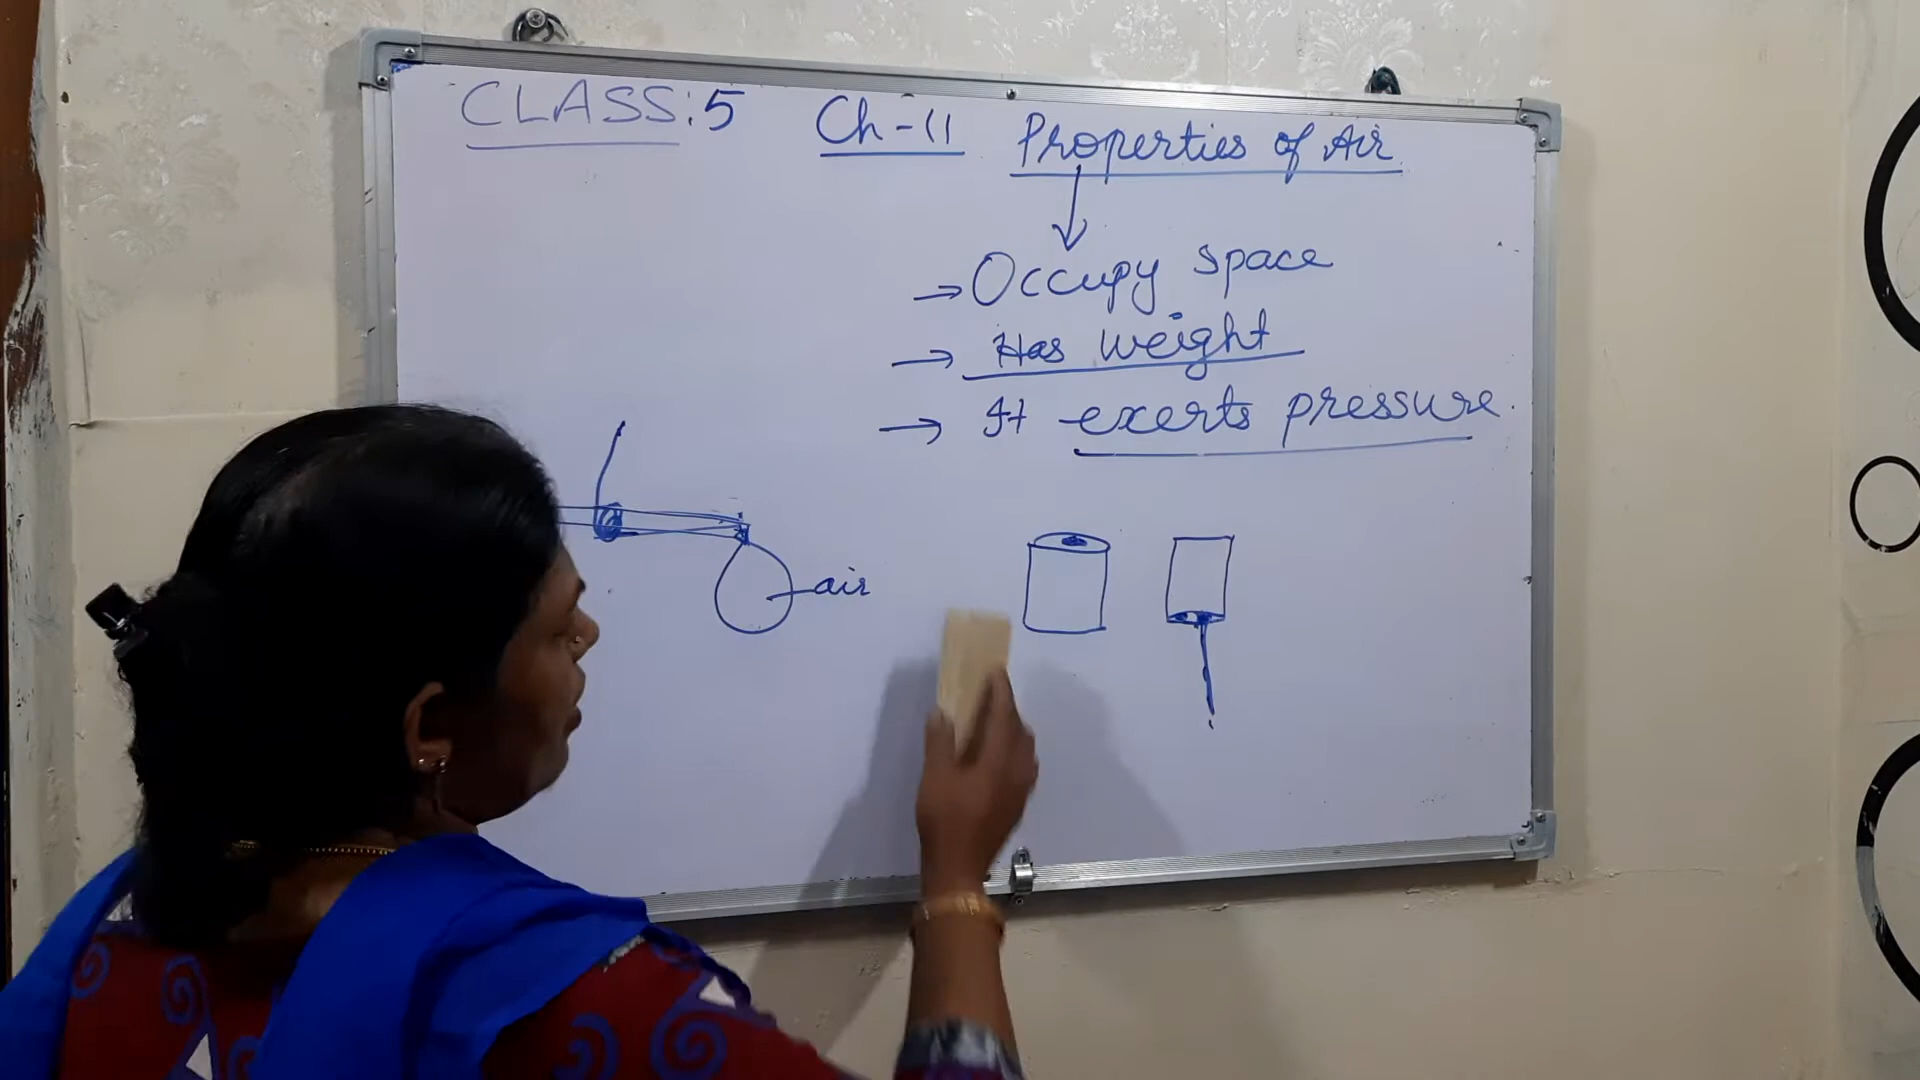 CLASS: 5 Ch-11 Properties of Air
→ Occupy space
→ Has weight
→ It exerts pressure.
air